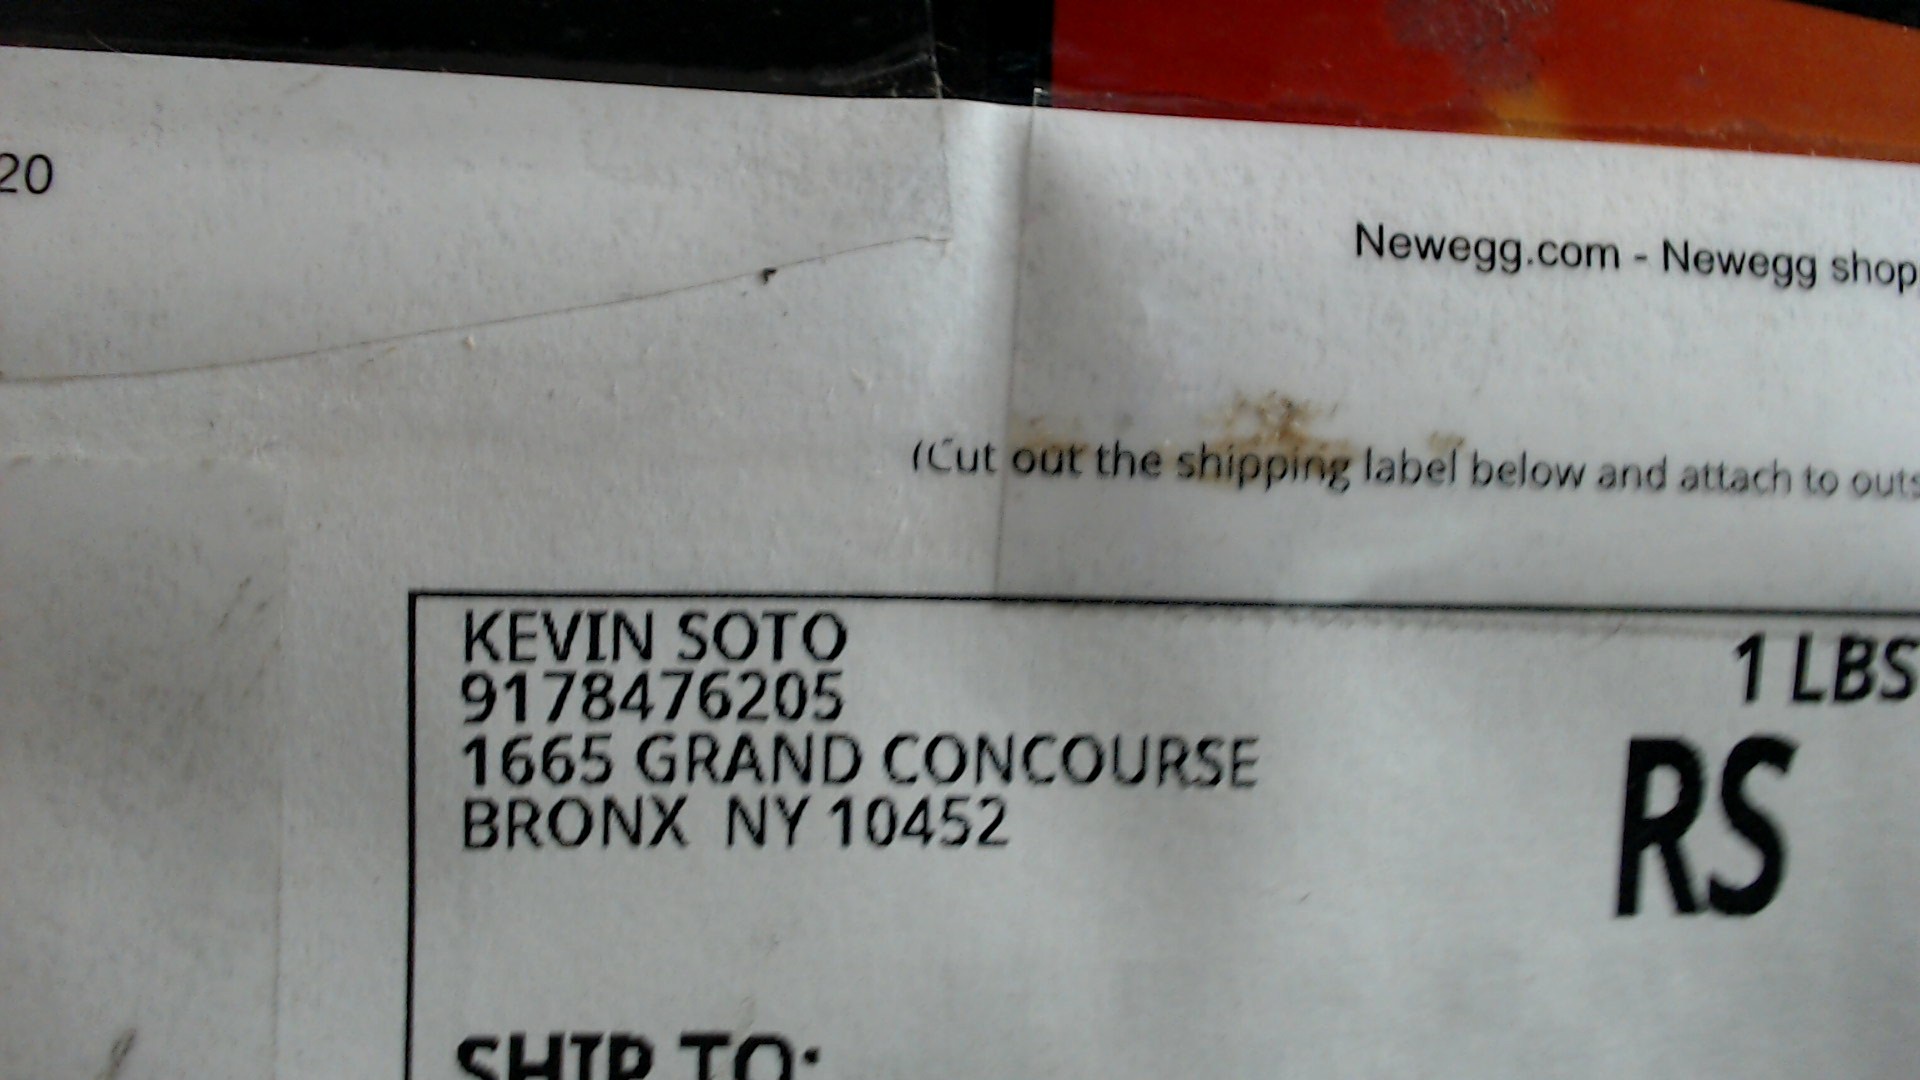 20
Newegg.com - Newegg shop
(Cut out the shipping label below and attach to outs
KEVIN SOTO
9178476205
1665 GRAND CONCOURSE
BRONX  NY 10452
1 LBS
RS
SHIP TO: